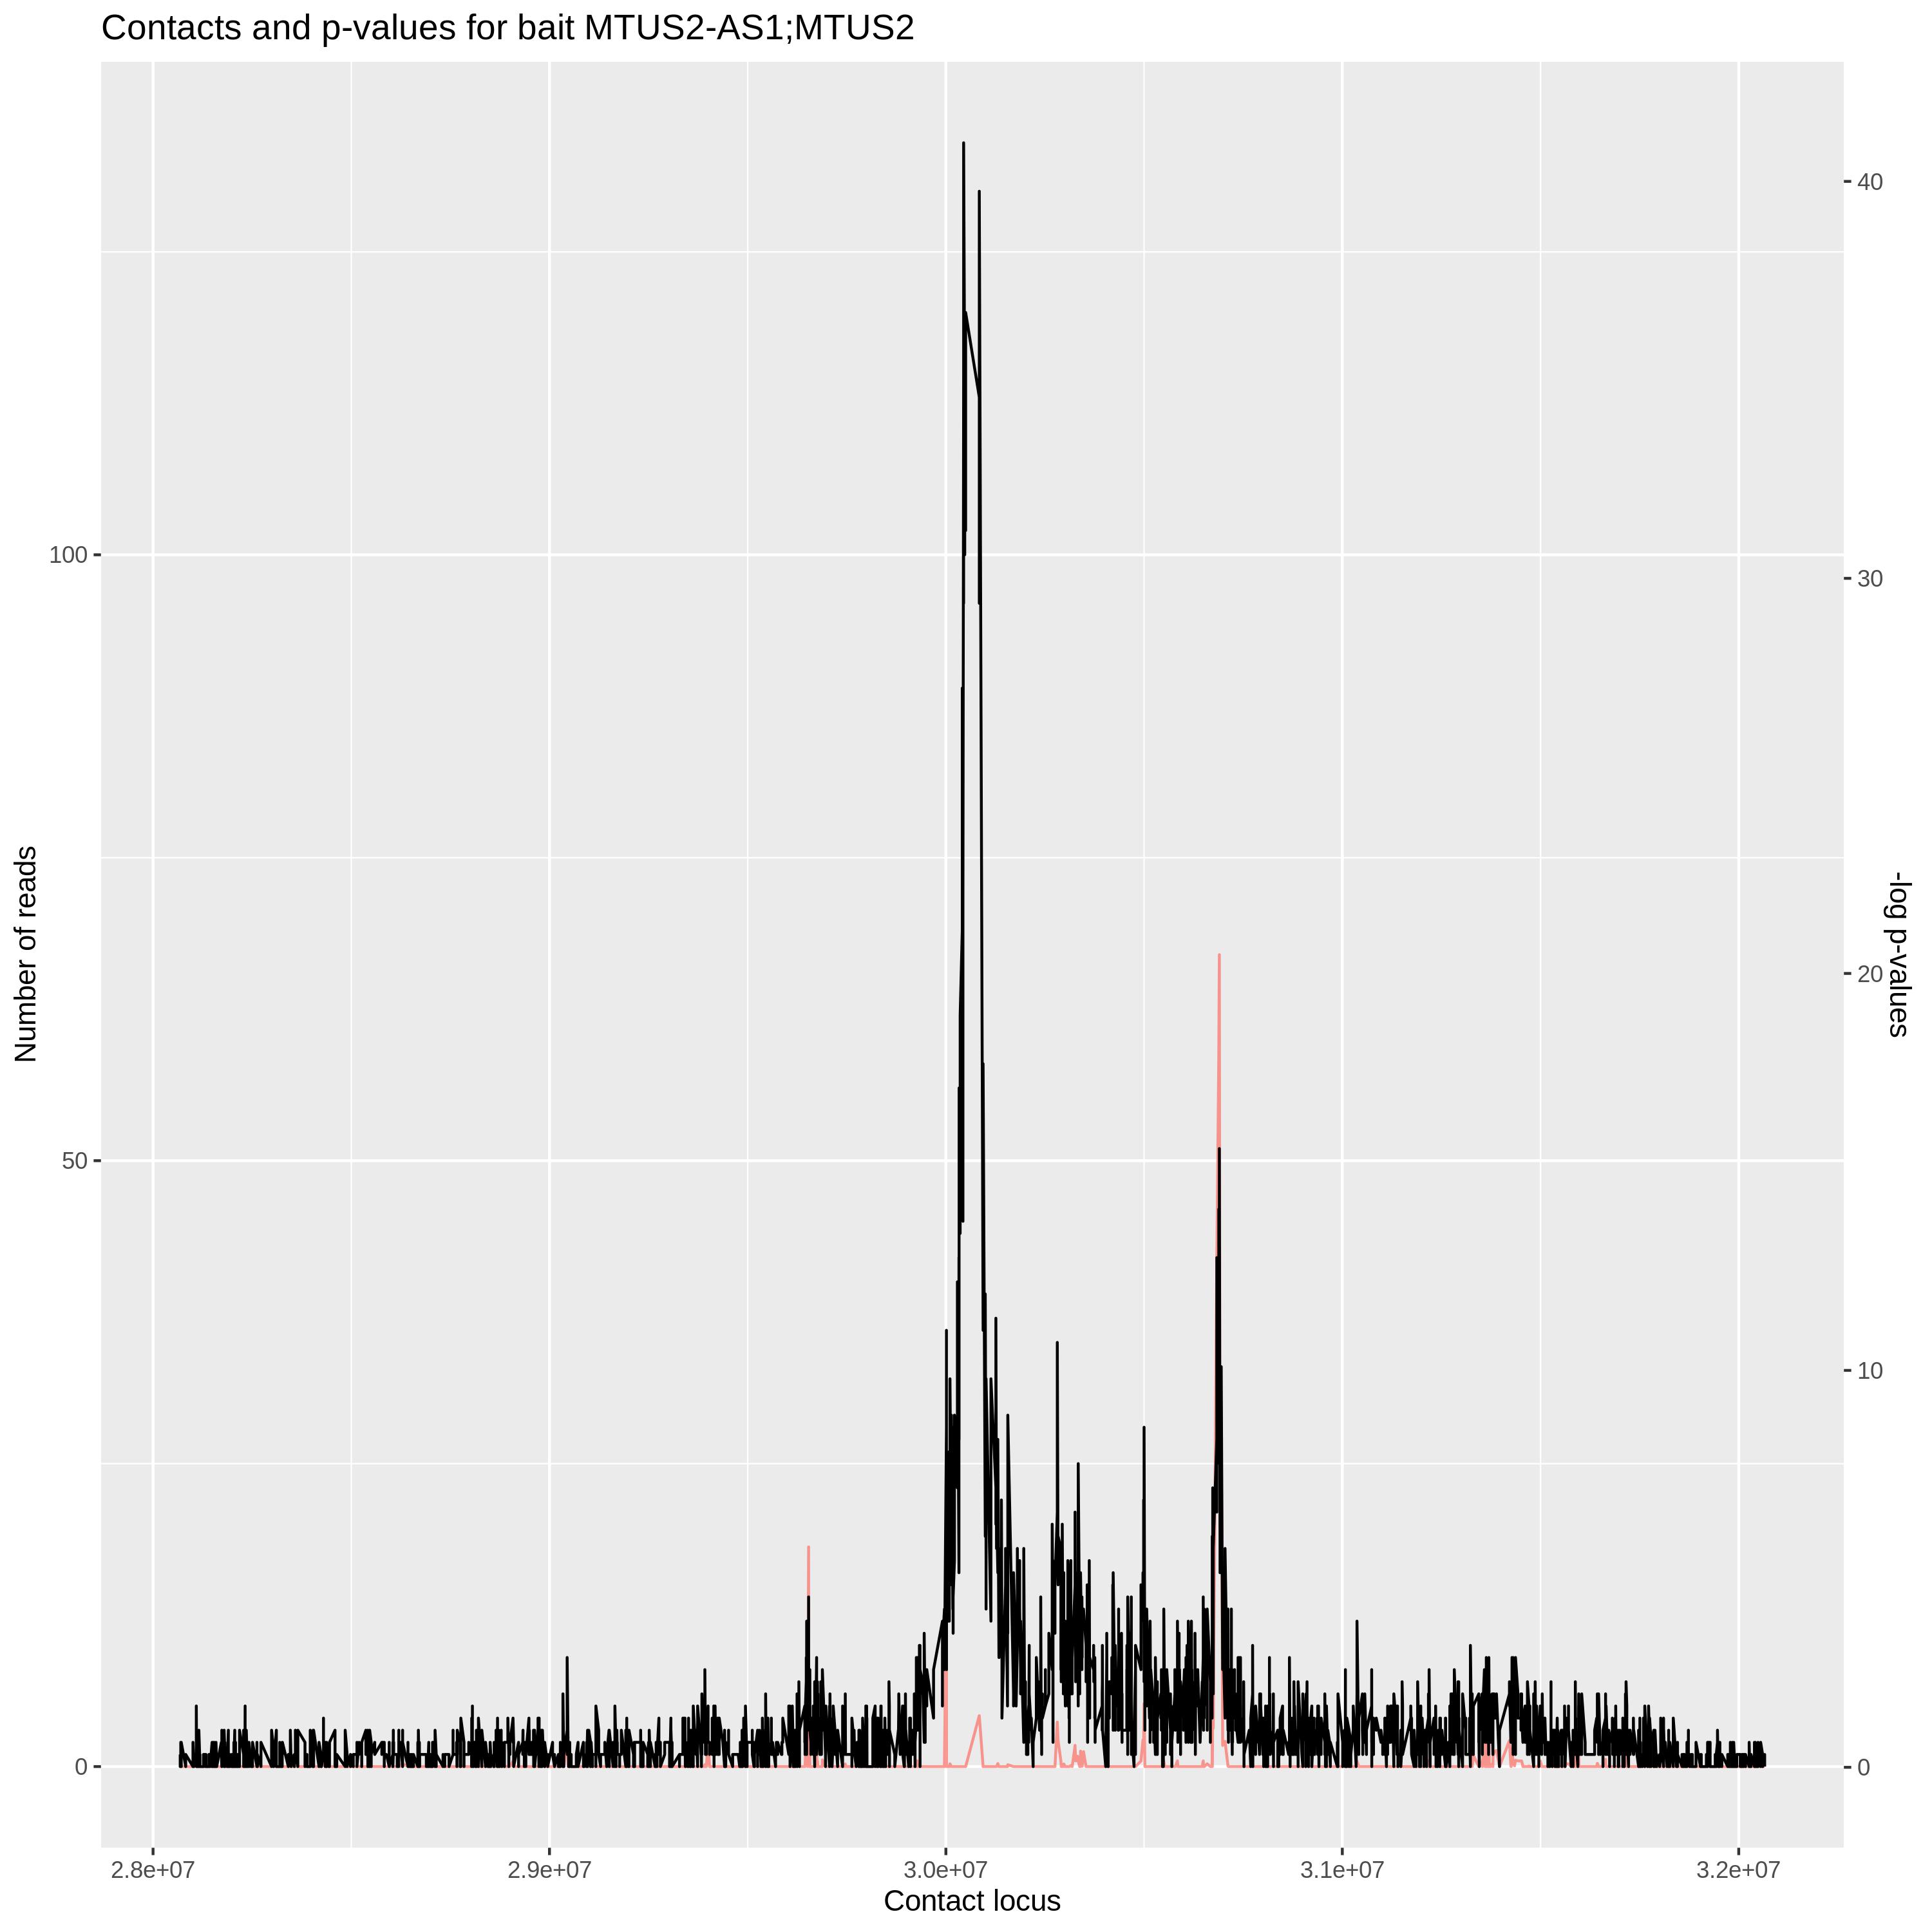 Contacts and p-values for bait MTUS2-AS1;MTUS2
Number of reads
100
50
0
40
30
20
10
0
-log p-values
2.8e+07 2.9e+07 3.0e+07 3.1e+07 3.2e+07
Contact locus